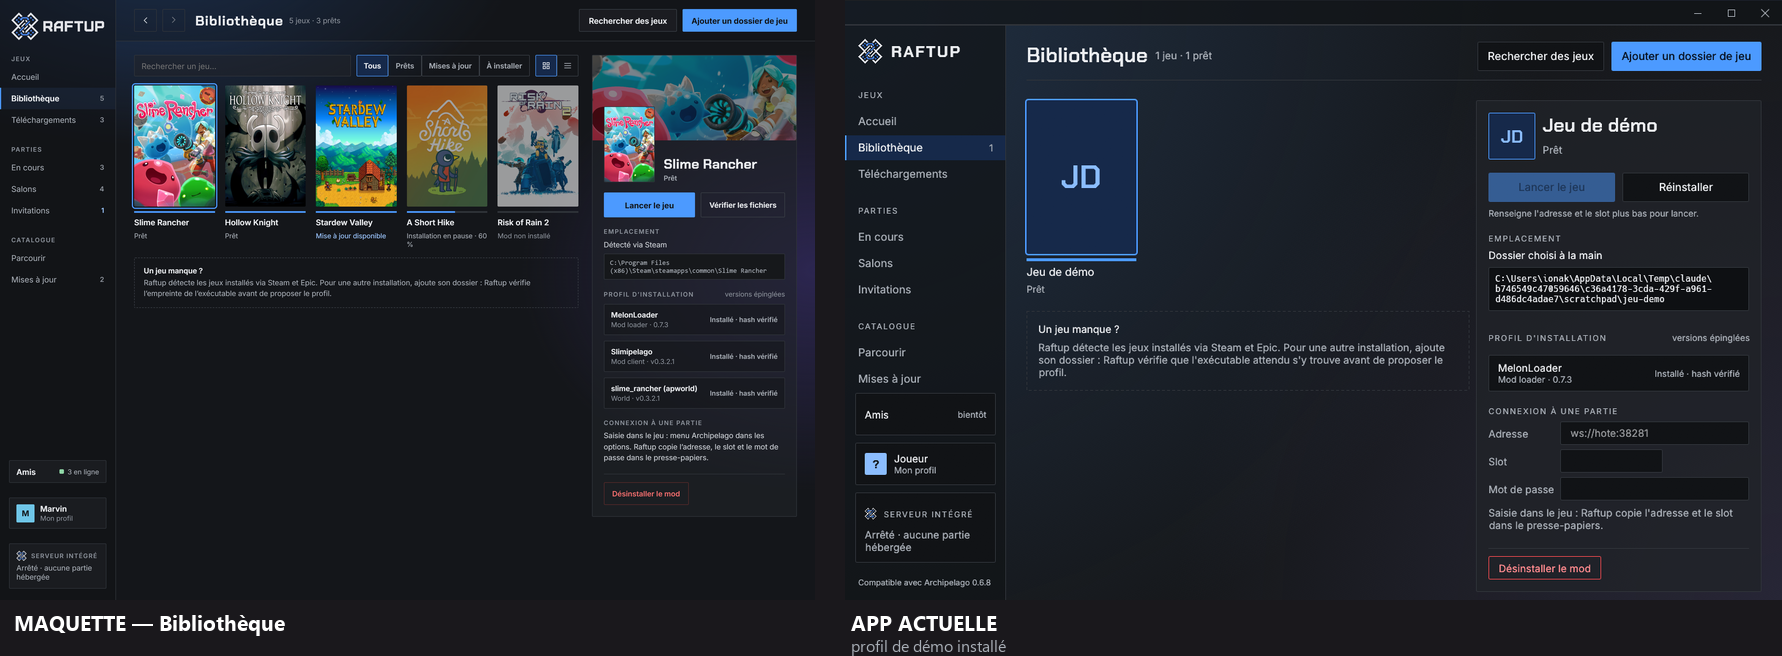 RAFTUP
JEUX
Accueil
Bibliothèque 5
Téléchargements 3
PARTIES
En cours 3
Salons 4
Invitations 1
CATALOGUE
Parcourir
Mises à jour 2
Amis 3 en ligne
M
Marvin
Mon profil
SERVEUR INTÉGRÉ
Arrêté · aucune partie
hébergée
Bibliothèque 5 jeux · 3 prêts
Rechercher des jeux
Ajouter un dossier de jeu
Rechercher un jeu...
Tous
Prêts
Mises à jour
À installer
Slime Rancher
HOLLOW KNIGHT
STARDEW
VALLEY
A
Short
Hike
RISK OF
RAIN 2
Slime Rancher
Prêt
Hollow Knight
Prêt
Stardew Valley
Mise à jour disponible
A Short Hike
Installation en pause · 60
%
Risk of Rain 2
Mod non installé
Un jeu manque ?
Raftup détecte les jeux installés via Steam et Epic. Pour une autre installation, ajoute son dossier : Raftup vérifie
l'empreinte de l'exécutable avant de proposer le profil.
Slime Rancher
Slime Rancher
Prêt
Lancer le jeu
Vérifier les fichiers
EMPLACEMENT
Détecté via Steam
C:\Program Files
(x86)\Steam\steamapps\common\Slime Rancher
PROFIL D'INSTALLATION versions épinglées
MelonLoader
Mod loader · 0.7.3
Installé · hash vérifié
Slimipelago
Mod client · v0.3.2.1
Installé · hash vérifié
slime_rancher (apworld)
World · v0.3.2.1
Installé · hash vérifié
CONNEXION À UNE PARTIE
Saisie dans le jeu : menu Archipelago dans les
options. Raftup copie l'adresse, le slot et le mot de
passe dans le presse-papiers.
Désinstaller le mod
MAQUETTE — Bibliothèque
RAFTUP
JEUX
Accueil
Bibliothèque 1
Téléchargements
PARTIES
En cours
Salons
Invitations
CATALOGUE
Parcourir
Mises à jour
Amis bientôt
?
Joueur
Mon profil
SERVEUR INTÉGRÉ
Arrêté · aucune partie
hébergée
Compatible avec Archipelago 0.6.8
Bibliothèque 1 jeu · 1 prêt
Rechercher des jeux
Ajouter un dossier de jeu
JD
Jeu de démo
Prêt
Un jeu manque ?
Raftup détecte les jeux installés via Steam et Epic. Pour une autre installation, ajoute
son dossier : Raftup vérifie que l'exécutable attendu s'y trouve avant de proposer le
profil.
JD
Jeu de démo
Prêt
Lancer le jeu
Réinstaller
Renseigne l'adresse et le slot plus bas pour lancer.
EMPLACEMENT
Dossier choisi à la main
C:\Users\ionak\AppData\Local\Temp\claude\
b746549c47059646\c36a4178-3cda-429f-a961-
d486dc4adae7\scratchpad\jeu-demo
PROFIL D'INSTALLATION versions épinglées
MelonLoader
Mod loader · 0.7.3
Installé · hash vérifié
CONNEXION À UNE PARTIE
Adresse ws://hote:38281
Slot
Mot de passe
Saisie dans le jeu : Raftup copie l'adresse et le slot
dans le presse-papiers.
Désinstaller le mod
APP ACTUELLE
profil de démo installé